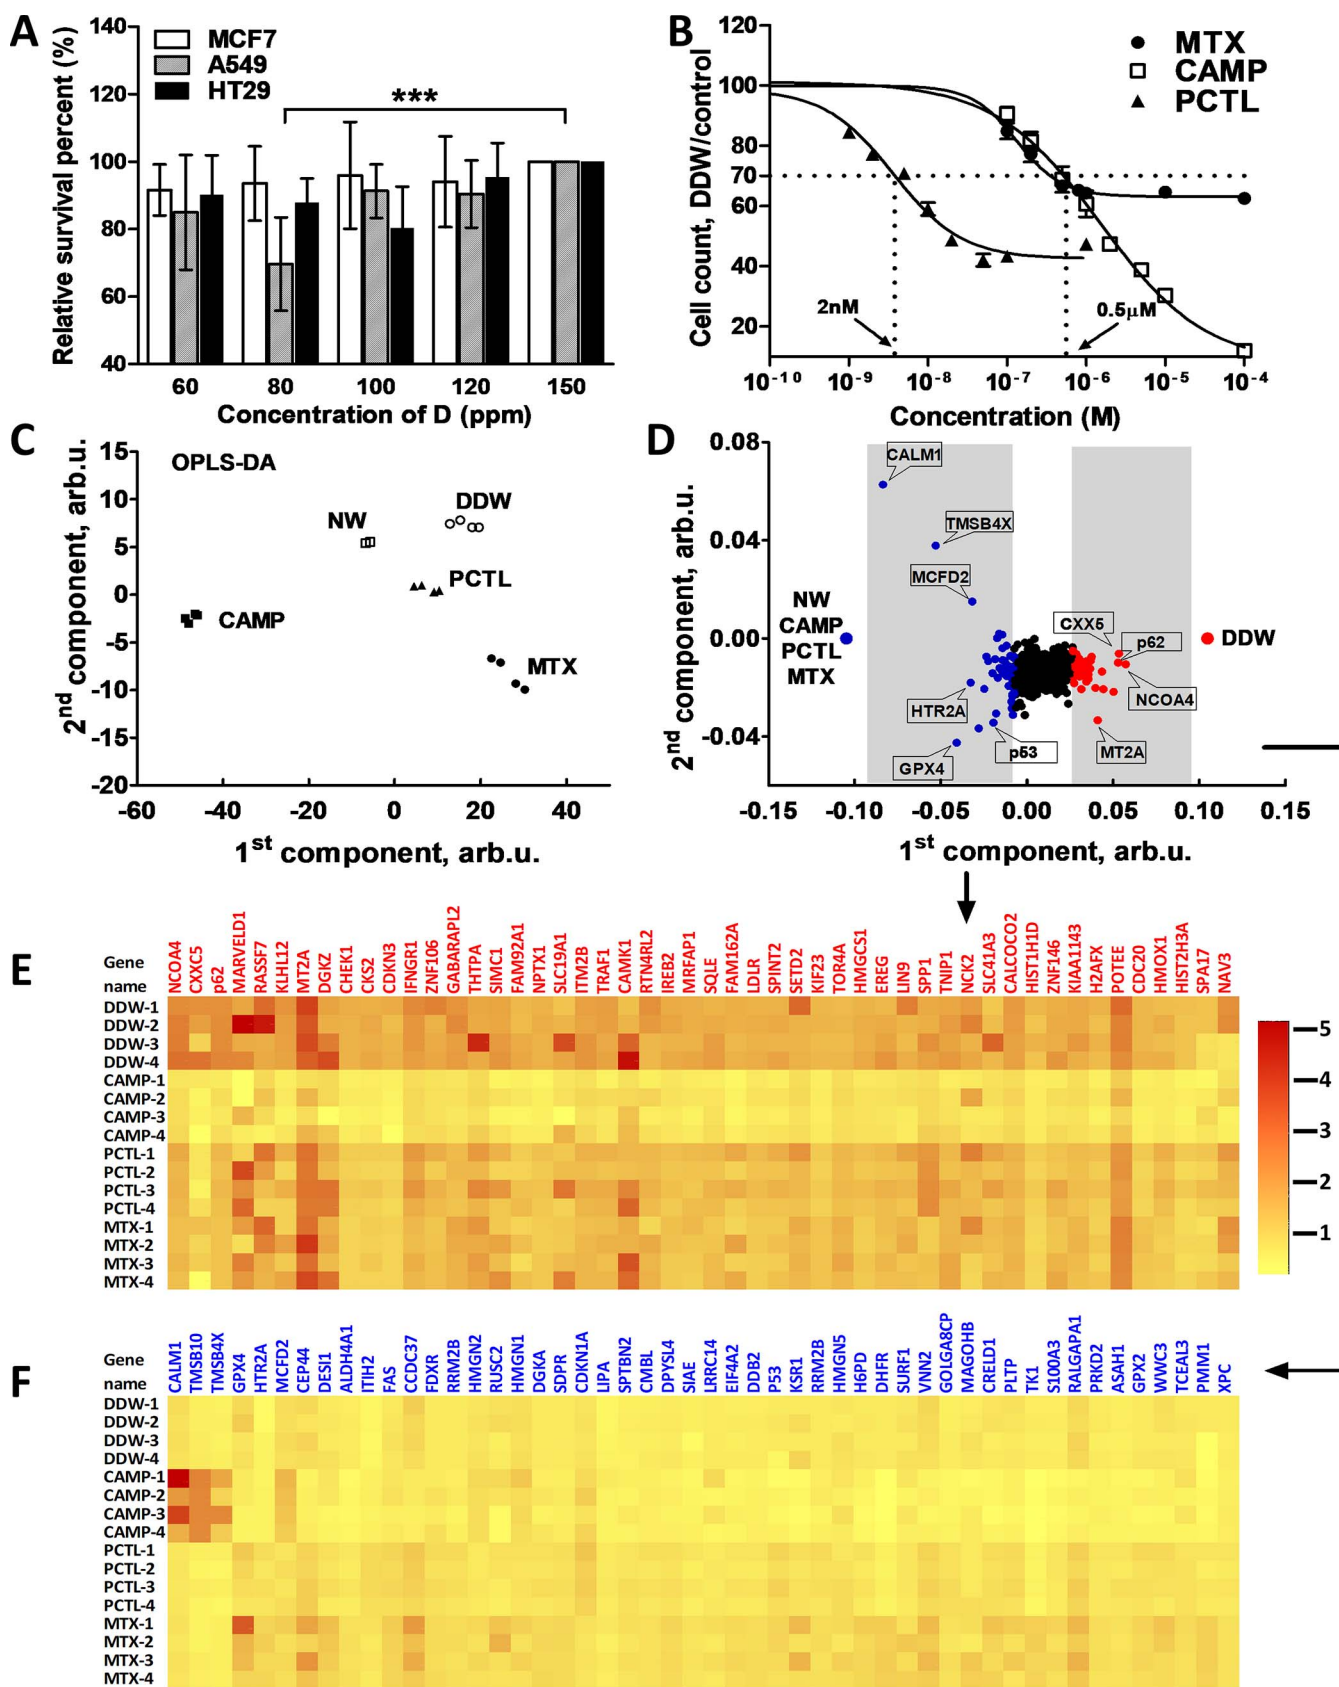 A
Relative survival percent (%)
140
120
100
80
60
40
MCF7
A549
HT29
***
60 80 100 120 150
Concentration of D (ppm)
B
Cell count, DDW/control
120
100
80
70
60
40
20
MTX
CAMP
PCTL
2nM
0.5µM
10-10 10-9 10-8 10-7 10-6 10-5 10-4
Concentration (M)
C
2nd component, arb.u.
15
10
5
0
-5
-10
-15
-20
OPLS-DA
NW
DDW
PCTL
CAMP
MTX
-60 -40 -20 0 20 40
1st component, arb.u.
D
2nd component, arb.u.
0.08
0.04
0.00
-0.04
CALM1
TMSB4X
MCFD2
NW
CAMP
PCTL
MTX
CXX5
p62
DDW
HTR2A
NCOA4
p53
MT2A
GPX4
-0.15 -0.10 -0.05 0.00 0.05 0.10 0.15
1st component, arb.u.
E
Gene
name
NCOA4
CXXC5
p62
MARVELD1
RASSF7
KLHL12
MT2A
DGKZ
CHEK1
CKS2
CDKN3
IFNGR1
ZNF106
GABARAPL2
THTPA
SIMC1
FAM92A1
NPTX1
SLC19A1
ITM2B
TRAF1
CAMK1
RTN4RL2
IREB2
MRFAP1
SQLE
FAM162A
LDLR
SPINT2
SETD2
KIF23
TOR4A
HMGCS1
EREG
LIN9
SPP1
TNIP1
NCK2
SLC41A3
CALCOCO2
HIST1H1D
ZNF146
KIAA1143
H2AFX
POTEE
CDC20
HMOX1
HIST2H3A
SPA17
NAV3
DDW-1
DDW-2
DDW-3
DDW-4
CAMP-1
CAMP-2
CAMP-3
CAMP-4
PCTL-1
PCTL-2
PCTL-3
PCTL-4
MTX-1
MTX-2
MTX-3
MTX-4
5
4
3
2
1
F
Gene
name
CALM1
TMSB10
TMSB4X
GPX4
HTR2A
MCFD2
CEP44
DESI1
ALDH4A1
ITIH2
FAS
CCDC37
FDXR
RRM2B
HMGN2
RUSC2
HMGN1
DGKA
SDPR
CDKN1A
LIPA
SPTBN2
CMBL
DPYSL4
SIAE
LRRC14
EIF4A2
DDB2
P53
KSR1
RRM2B
HMGN5
H6PD
DHFR
SURF1
VNN2
GOLGA8CP
MAGOHB
CRELD1
PLTP
TK1
S100A3
RALGAPA1
PRKD2
ASAH1
GPX2
WWC3
TCEAL3
PMM1
XPC
DDW-1
DDW-2
DDW-3
DDW-4
CAMP-1
CAMP-2
CAMP-3
CAMP-4
PCTL-1
PCTL-2
PCTL-3
PCTL-4
MTX-1
MTX-2
MTX-3
MTX-4